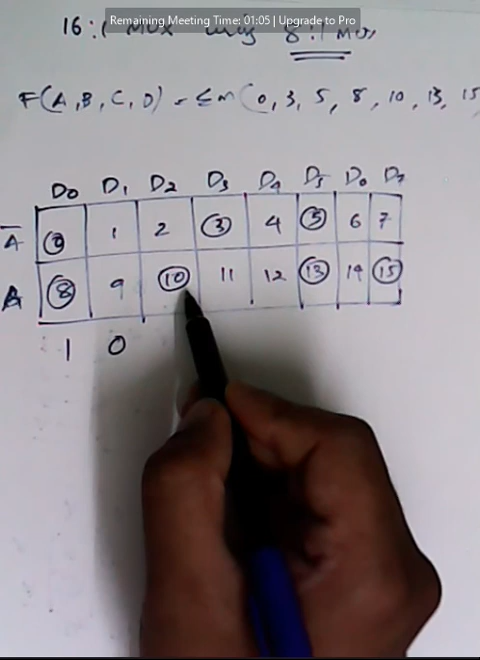 Remaining Meeting Time: 01:05 | Upgrade to Pro
16:1 MUX using 8:1 MUX
F(A,B,C,D) = ΣM(0, 3, 5, 8, 10, 13, 15
D0 D1 D2 D3 D4 D5 D6 D7
A̅ 0 1 2 3 4 5 6 7
A 8 9 10 11 12 13 14 15
1 0